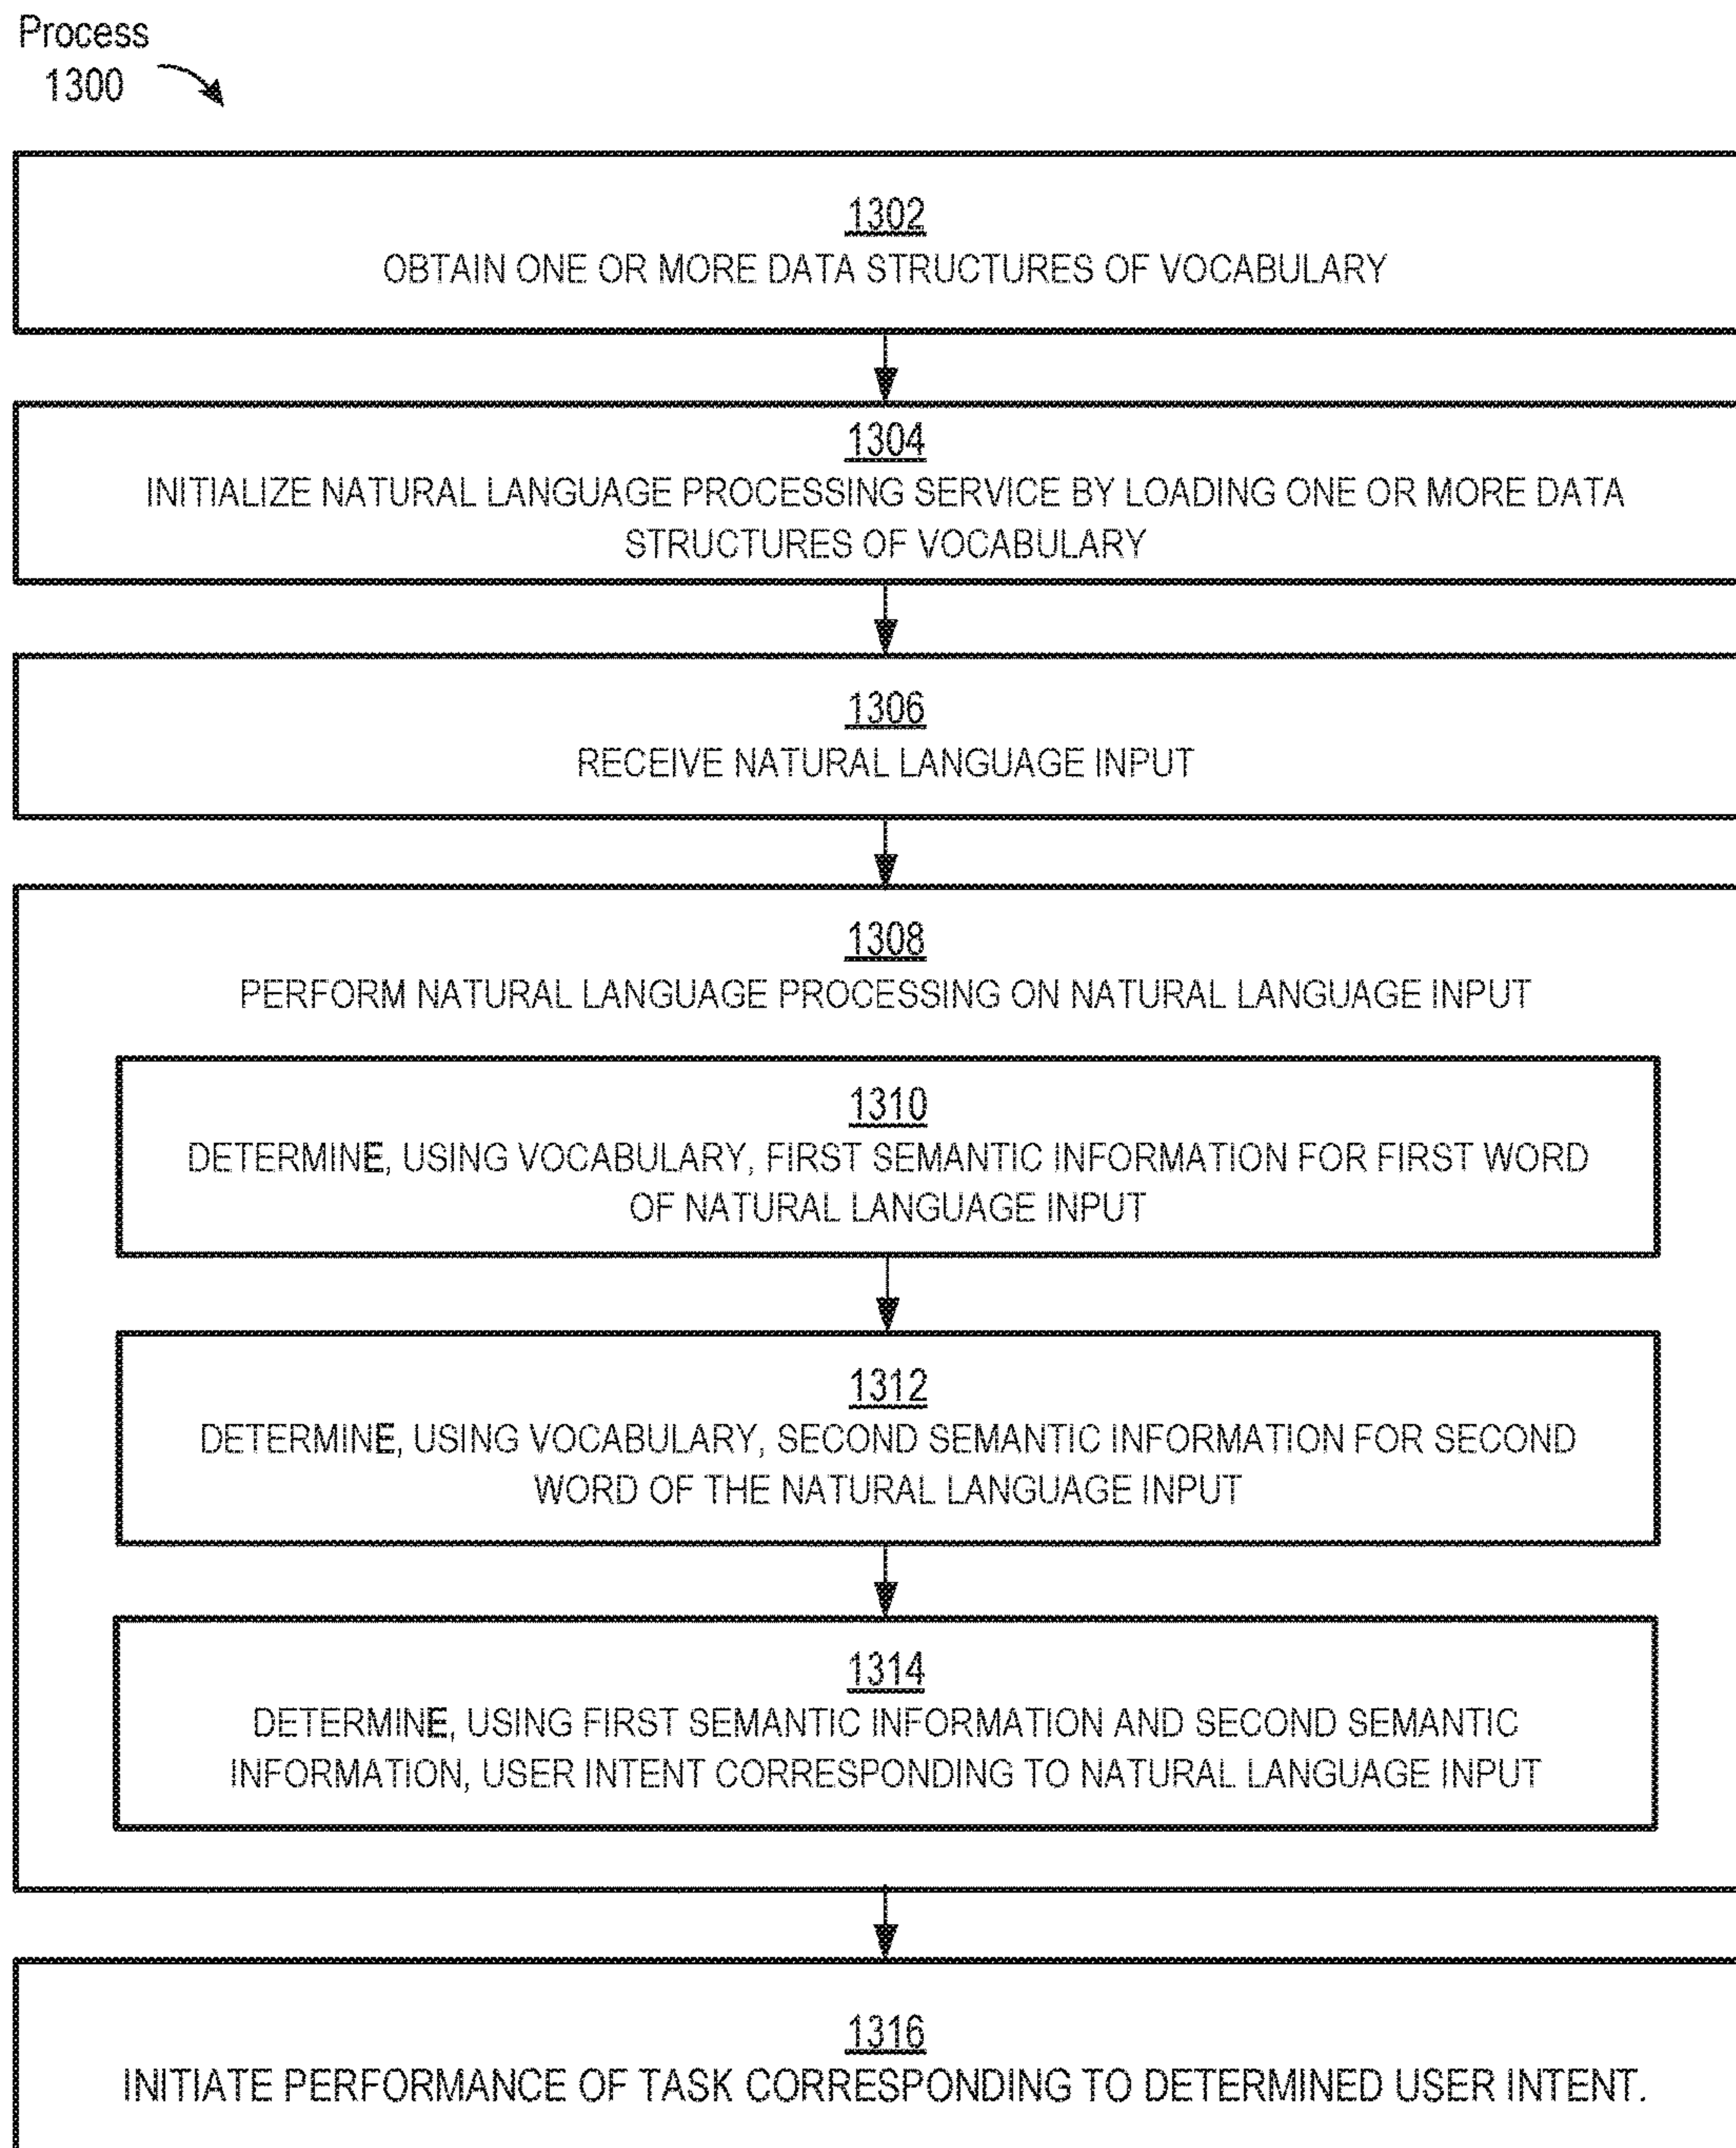 Process
1300
1302
OBTAIN ONE OR MORE DATA STRUCTURES OF VOCABULARY
1304
INITIALIZE NATURAL LANGUAGE PROCESSING SERVICE BY LOADING ONE OR MORE DATA
STRUCTURES OF VOCABULARY
1306
RECEIVE NATURAL LANGUAGE INPUT
1308
PERFORM NATURAL LANGUAGE PROCESSING ON NATURAL LANGUAGE INPUT
1310
DETERMINE, USING VOCABULARY, FIRST SEMANTIC INFORMATION FOR FIRST WORD
OF NATURAL LANGUAGE INPUT
1312
DETERMINE, USING VOCABULARY, SECOND SEMANTIC INFORMATION FOR SECOND
WORD OF THE NATURAL LANGUAGE INPUT
1314
DETERMINE, USING FIRST SEMANTIC INFORMATION AND SECOND SEMANTIC
INFORMATION, USER INTENT CORRESPONDING TO NATURAL LANGUAGE INPUT
1316
INITIATE PERFORMANCE OF TASK CORRESPONDING TO DETERMINED USER INTENT.